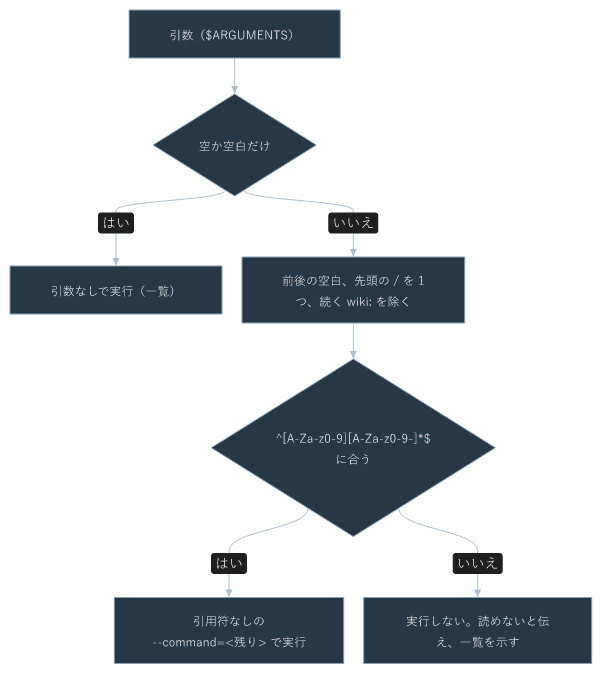 引数（$ARGUMENTS）
空か空白だけ
はい
いいえ
引数なしで実行（一覧）
前後の空白、先頭の / を 1
つ、続く wiki: を除く
^[A-Za-z0-9][A-Za-z0-9-]*$
に合う
はい
いいえ
引用符なしの
--command=<残り> で実行
実行しない。読めないと伝
え、一覧を示す